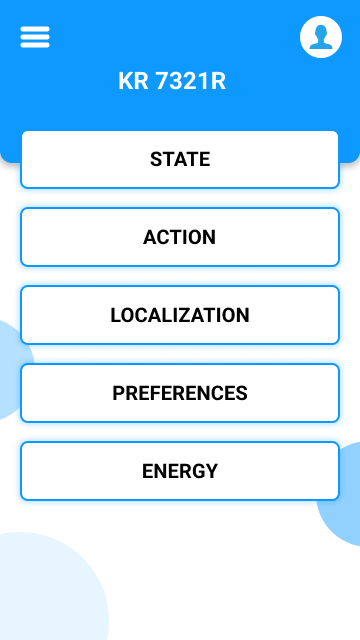 KR 7321R
STATE
ACTION
LOCALIZATION
PREFERENCES
ENERGY